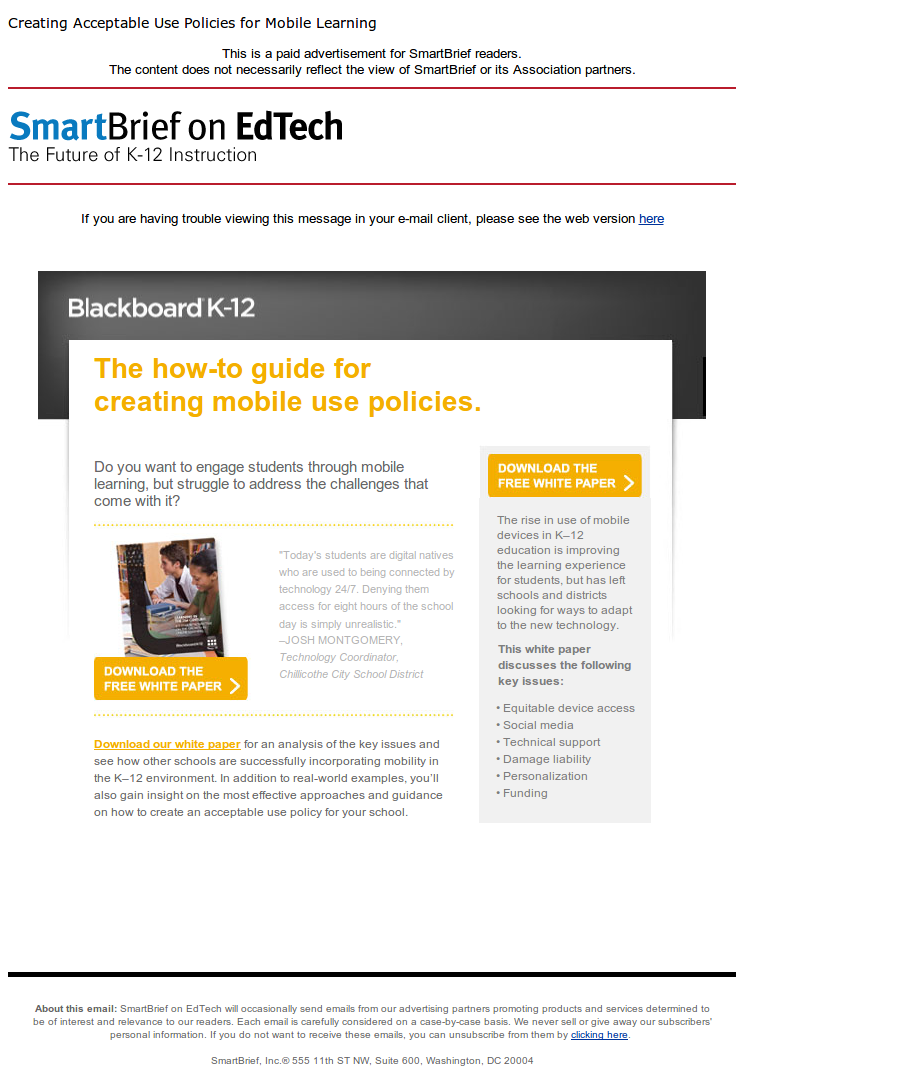 Creating Acceptable Use Policies for Mobile Learning
This is a paid advertisement for SmartBrief readers.
The content does not necessarily reflect the view of SmartBrief or its Association partners.
SmartBrief on EdTech
The Future of K-12 Instruction
If you are having trouble viewing this message in your e-mail client, please see the web version here
Blackboard K-12
The how-to guide for
creating mobile use policies.
Do you want to engage students through mobile
learning, but struggle to address the challenges that
come with it?
"Today's students are digital natives
who are used to being connected by
technology 24/7. Denying them
access for eight hours of the school
day is simply unrealistic."
–JOSH MONTGOMERY,
Technology Coordinator,
Chillicothe City School District
DOWNLOAD THE
FREE WHITE PAPER
Download our white paper for an analysis of the key issues and
see how other schools are successfully incorporating mobility in
the K–12 environment. In addition to real-world examples, you'll
also gain insight on the most effective approaches and guidance
on how to create an acceptable use policy for your school.
DOWNLOAD THE
FREE WHITE PAPER
The rise in use of mobile
devices in K–12
education is improving
the learning experience
for students, but has left
schools and districts
looking for ways to adapt
to the new technology.
This white paper
discusses the following
key issues:
• Equitable device access
• Social media
• Technical support
• Damage liability
• Personalization
• Funding
About this email: SmartBrief on EdTech will occasionally send emails from our advertising partners promoting products and services determined to
be of interest and relevance to our readers. Each email is carefully considered on a case-by-case basis. We never sell or give away our subscribers'
personal information. If you do not want to receive these emails, you can unsubscribe from them by clicking here.
SmartBrief, Inc.® 555 11th ST NW, Suite 600, Washington, DC 20004